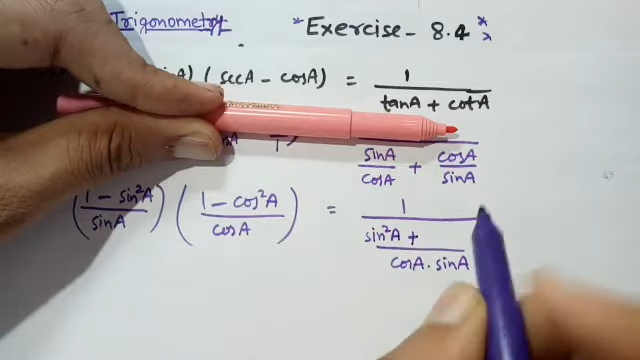 Trigonometry
Exercise - 8.4
A) (secA - cosA) = 1/(tanA + cotA)
sinA/cosA + cosA/sinA
((1 - sin²A)/sinA) ((1 - cos²A)/cosA) = 1/((sin²A +)/(cosA · sinA))